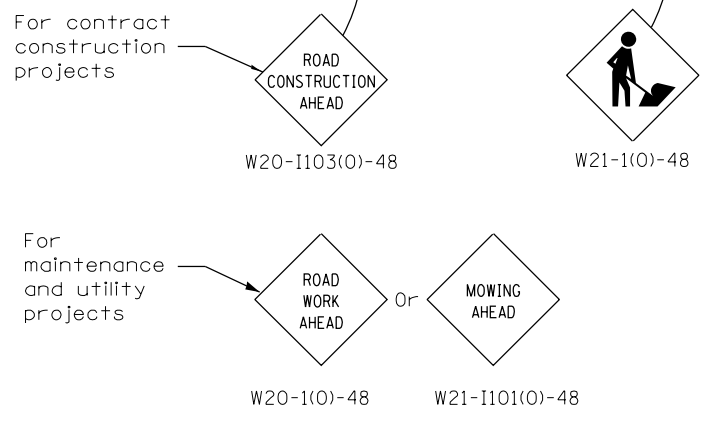 For contract
construction
projects
ROAD
CONSTRUCTION
AHEAD
W20-I103(O)-48
W21-1(O)-48
For
maintenance
and utility
projects
ROAD
WORK
AHEAD
Or
MOWING
AHEAD
W20-1(O)-48
W21-I101(O)-48